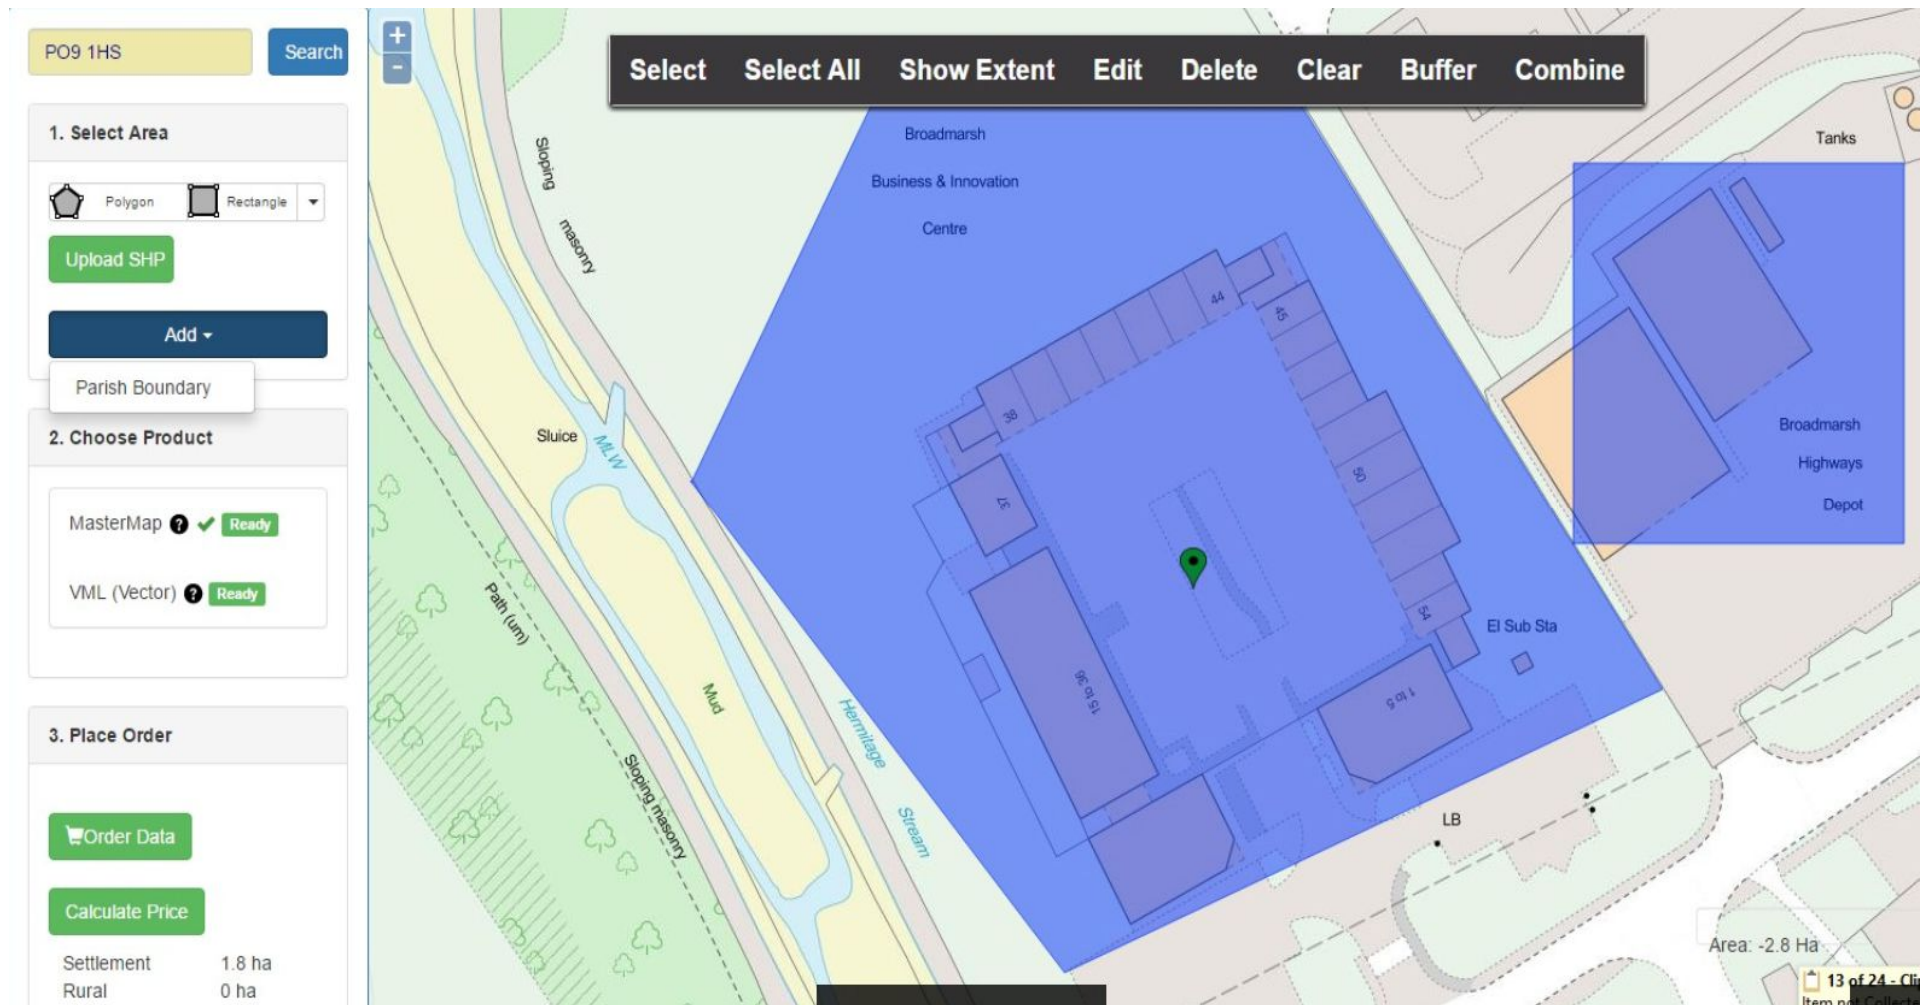 PO9 1HS
Search
1. Select Area
Polygon
Rectangle
Upload SHP
Add
Parish Boundary
2. Choose Product
MasterMap ? Ready
VML (Vector) ? Ready
3. Place Order
Order Data
Calculate Price
Settlement 1.8 ha
Rural 0 ha
+
-
Select Select All Show Extent Edit Delete Clear Buffer Combine
Broadmarsh
Business & Innovation
Centre
Tanks
Sloping
masonry
44
45
38
37
50
54
15 to 36
1 to 5
El Sub Sta
Broadmarsh
Highways
Depot
Sluice
MLW
Path (um)
Mud
Sloping masonry
Hermitage
Stream
LB
Area: -2.8 Ha
13 of 24 - Cli
Item not Collect